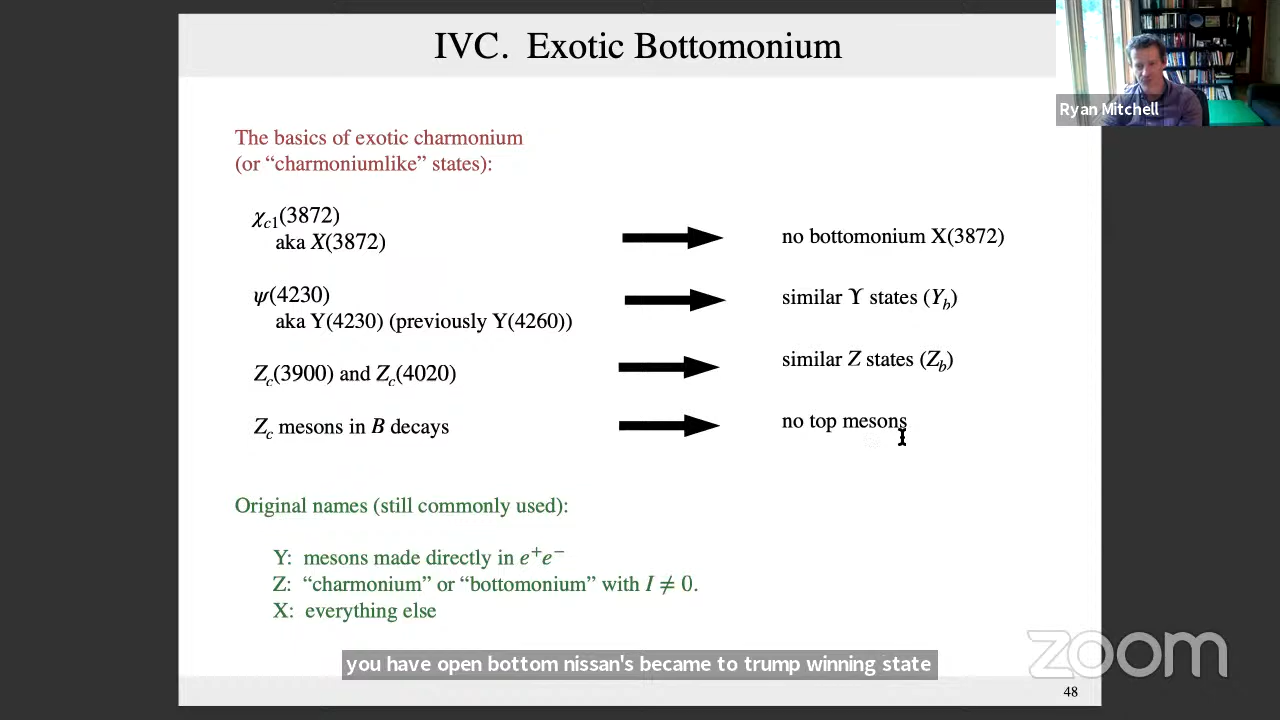 IVC. Exotic Bottomonium
Ryan Mitchell
The basics of exotic charmonium
(or “charmoniumlike” states):
χc1(3872)
aka X(3872)
no bottomonium X(3872)
ψ(4230)
aka Y(4230) (previously Y(4260))
similar ϒ states (Yb)
Zc(3900) and Zc(4020)
similar Z states (Zb)
Zc mesons in B decays
no top mesons
Original names (still commonly used):
Y: mesons made directly in e⁺e⁻
Z: “charmonium” or “bottomonium” with I ≠ 0.
X: everything else
you have open bottom nissan's became to trump winning state
zoom
48